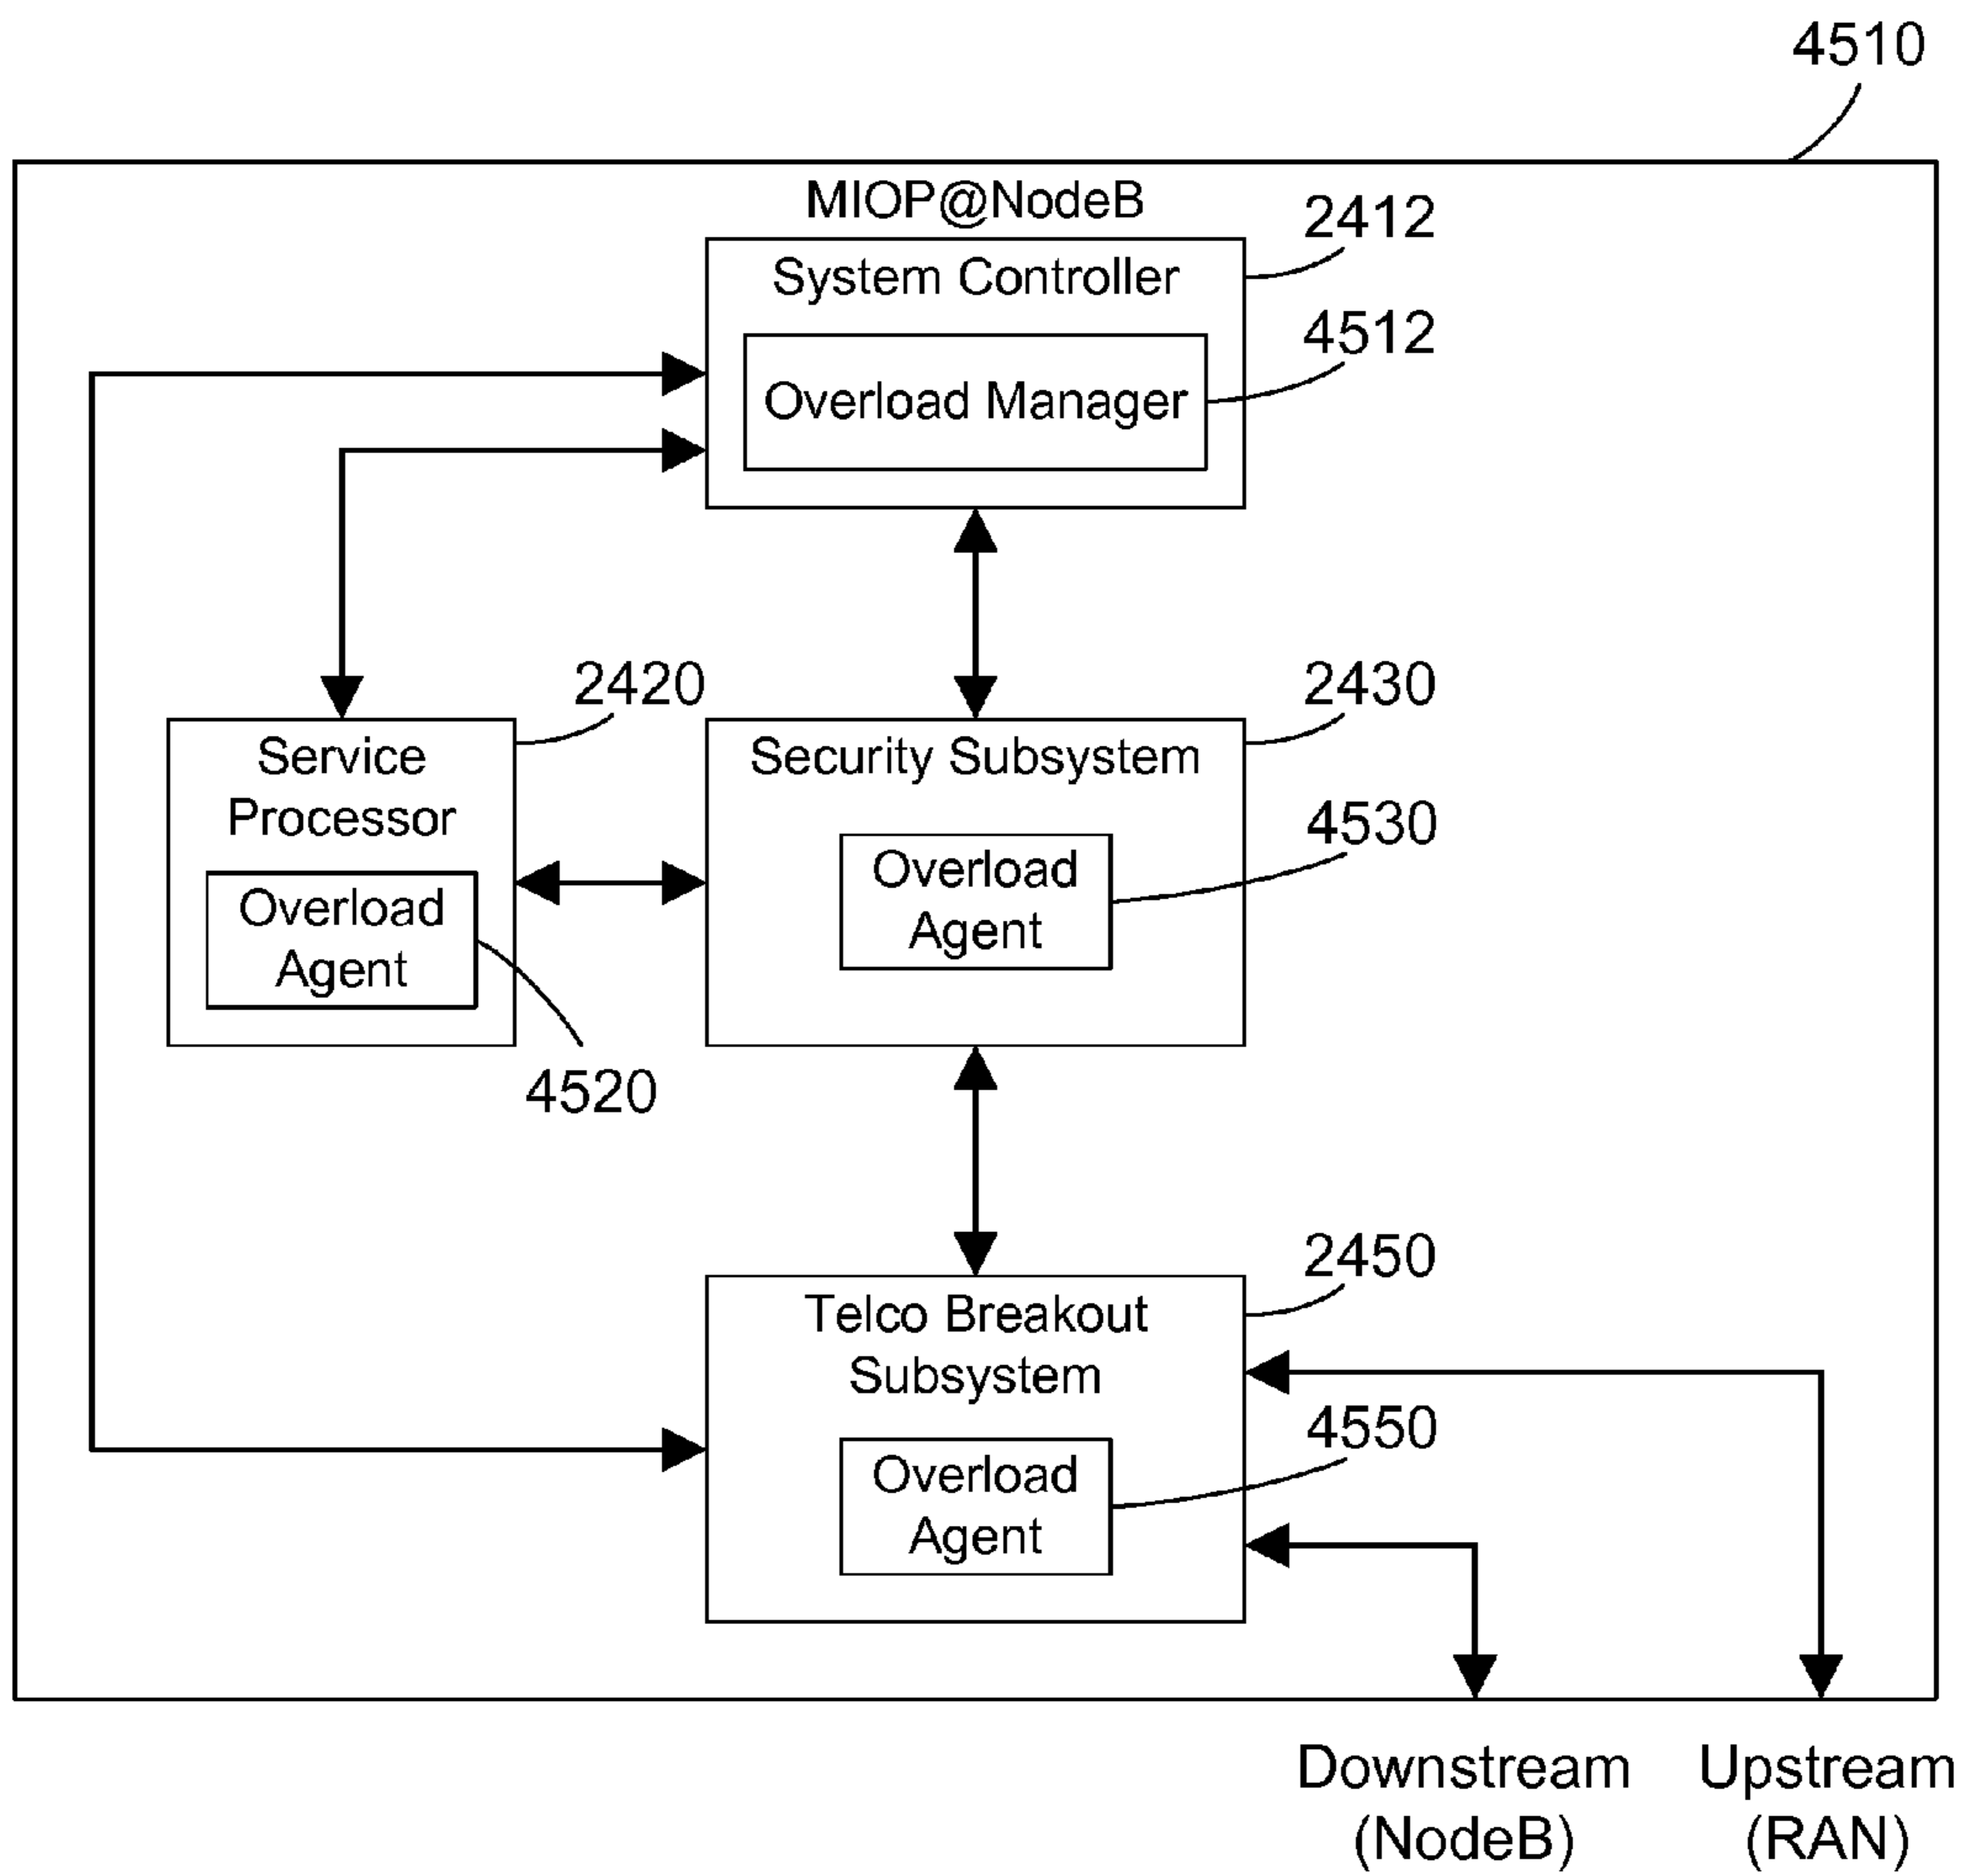 4510
MIOP@NodeB
2412
System Controller
4512
Overload Manager
2420
2430
Service
Processor
Security Subsystem
4530
Overload
Agent
Overload
Agent
4520
2450
Telco Breakout
Subsystem
4550
Overload
Agent
Downstream
(NodeB)
Upstream
(RAN)